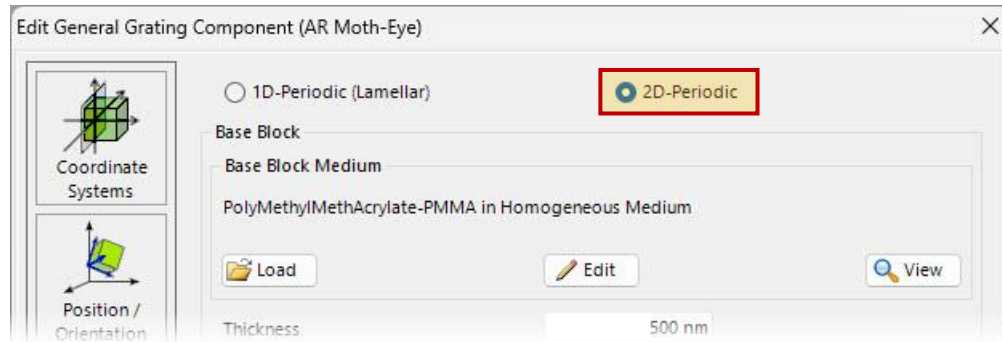 Edit General Grating Component (AR Moth-Eye)
1D-Periodic (Lamellar)
2D-Periodic
Base Block
Coordinate
Systems
Base Block Medium
PolyMethylMethAcrylate-PMMA in Homogeneous Medium
Load
Edit
View
Position /
Orientation
Thickness
500 nm